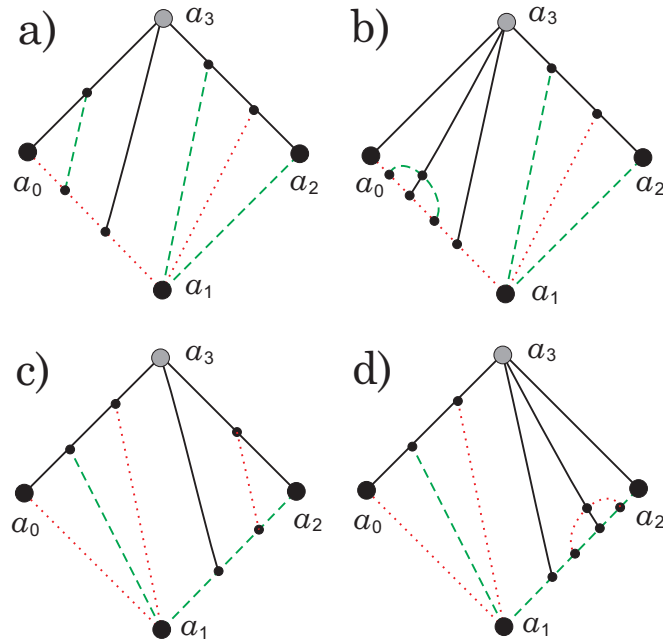 a) a₃ b) a₃
a₀ a₂ a₀ a₂
a₁ a₁
c) a₃ d) a₃
a₀ a₂ a₀ a₂
a₁ a₁